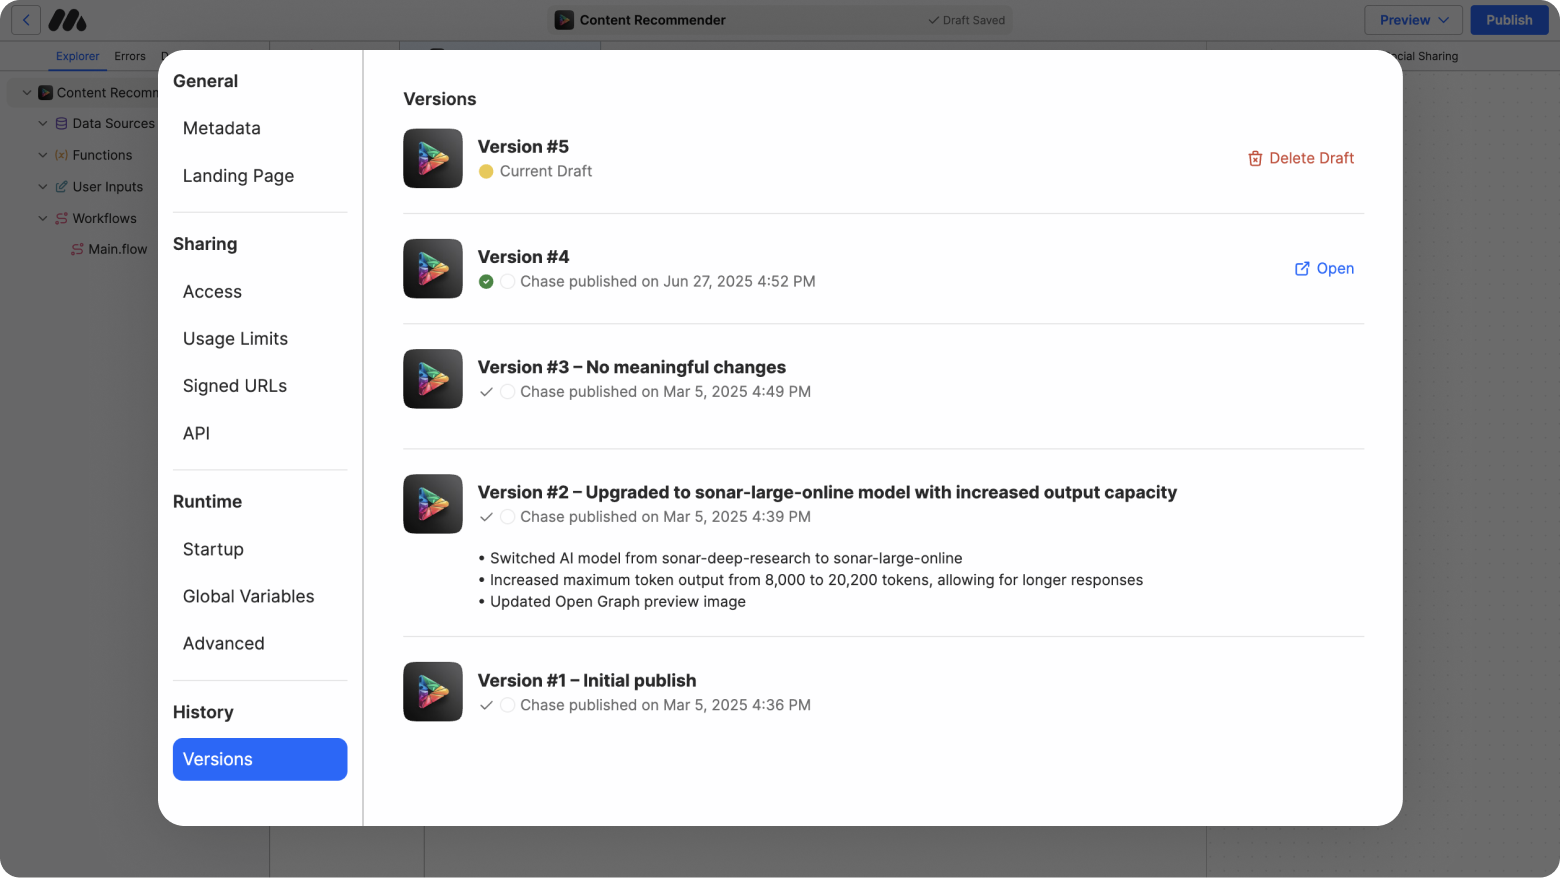 Content Recommender
Draft Saved
Preview
Publish
Explorer
Errors
cial Sharing
Content Recomm
Data Sources
Functions
User Inputs
Workflows
Main.flow
General
Metadata
Landing Page
Sharing
Access
Usage Limits
Signed URLs
API
Runtime
Startup
Global Variables
Advanced
History
Versions
Versions
Version #5
Current Draft
Delete Draft
Version #4
Chase published on Jun 27, 2025 4:52 PM
Open
Version #3 – No meaningful changes
Chase published on Mar 5, 2025 4:49 PM
Version #2 – Upgraded to sonar-large-online model with increased output capacity
Chase published on Mar 5, 2025 4:39 PM
• Switched AI model from sonar-deep-research to sonar-large-online
• Increased maximum token output from 8,000 to 20,200 tokens, allowing for longer responses
• Updated Open Graph preview image
Version #1 – Initial publish
Chase published on Mar 5, 2025 4:36 PM